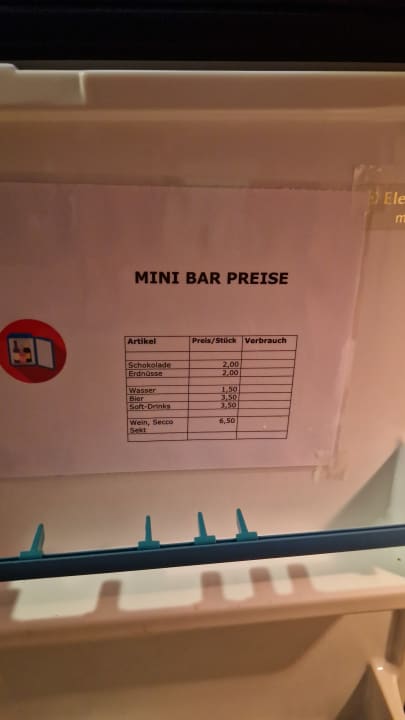 MINI BAR PREISE
Artikel Preis/Stück Verbrauch
Schokolade 2,00
Erdnüsse 2,00
Wasser 1,50
Bier 3,50
Soft-Drinks 3,50
Wein, Secco 6,50
Sekt